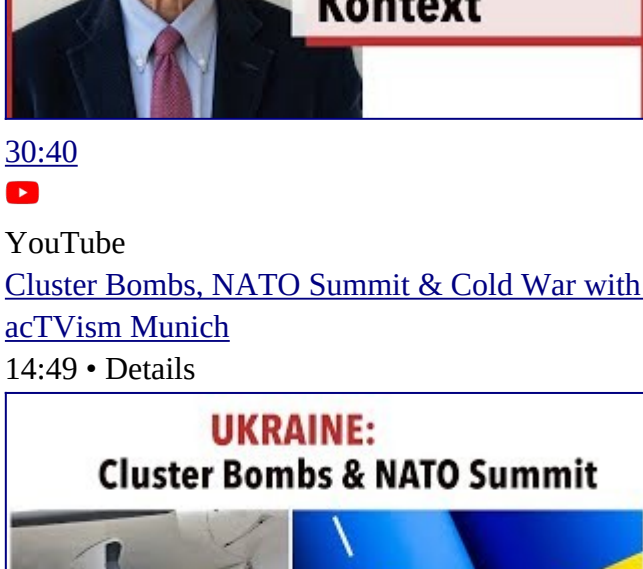 Kontext
30:40
YouTube
Cluster Bombs, NATO Summit & Cold War with
acTVism Munich
14:49 • Details
UKRAINE:
Cluster Bombs & NATO Summit